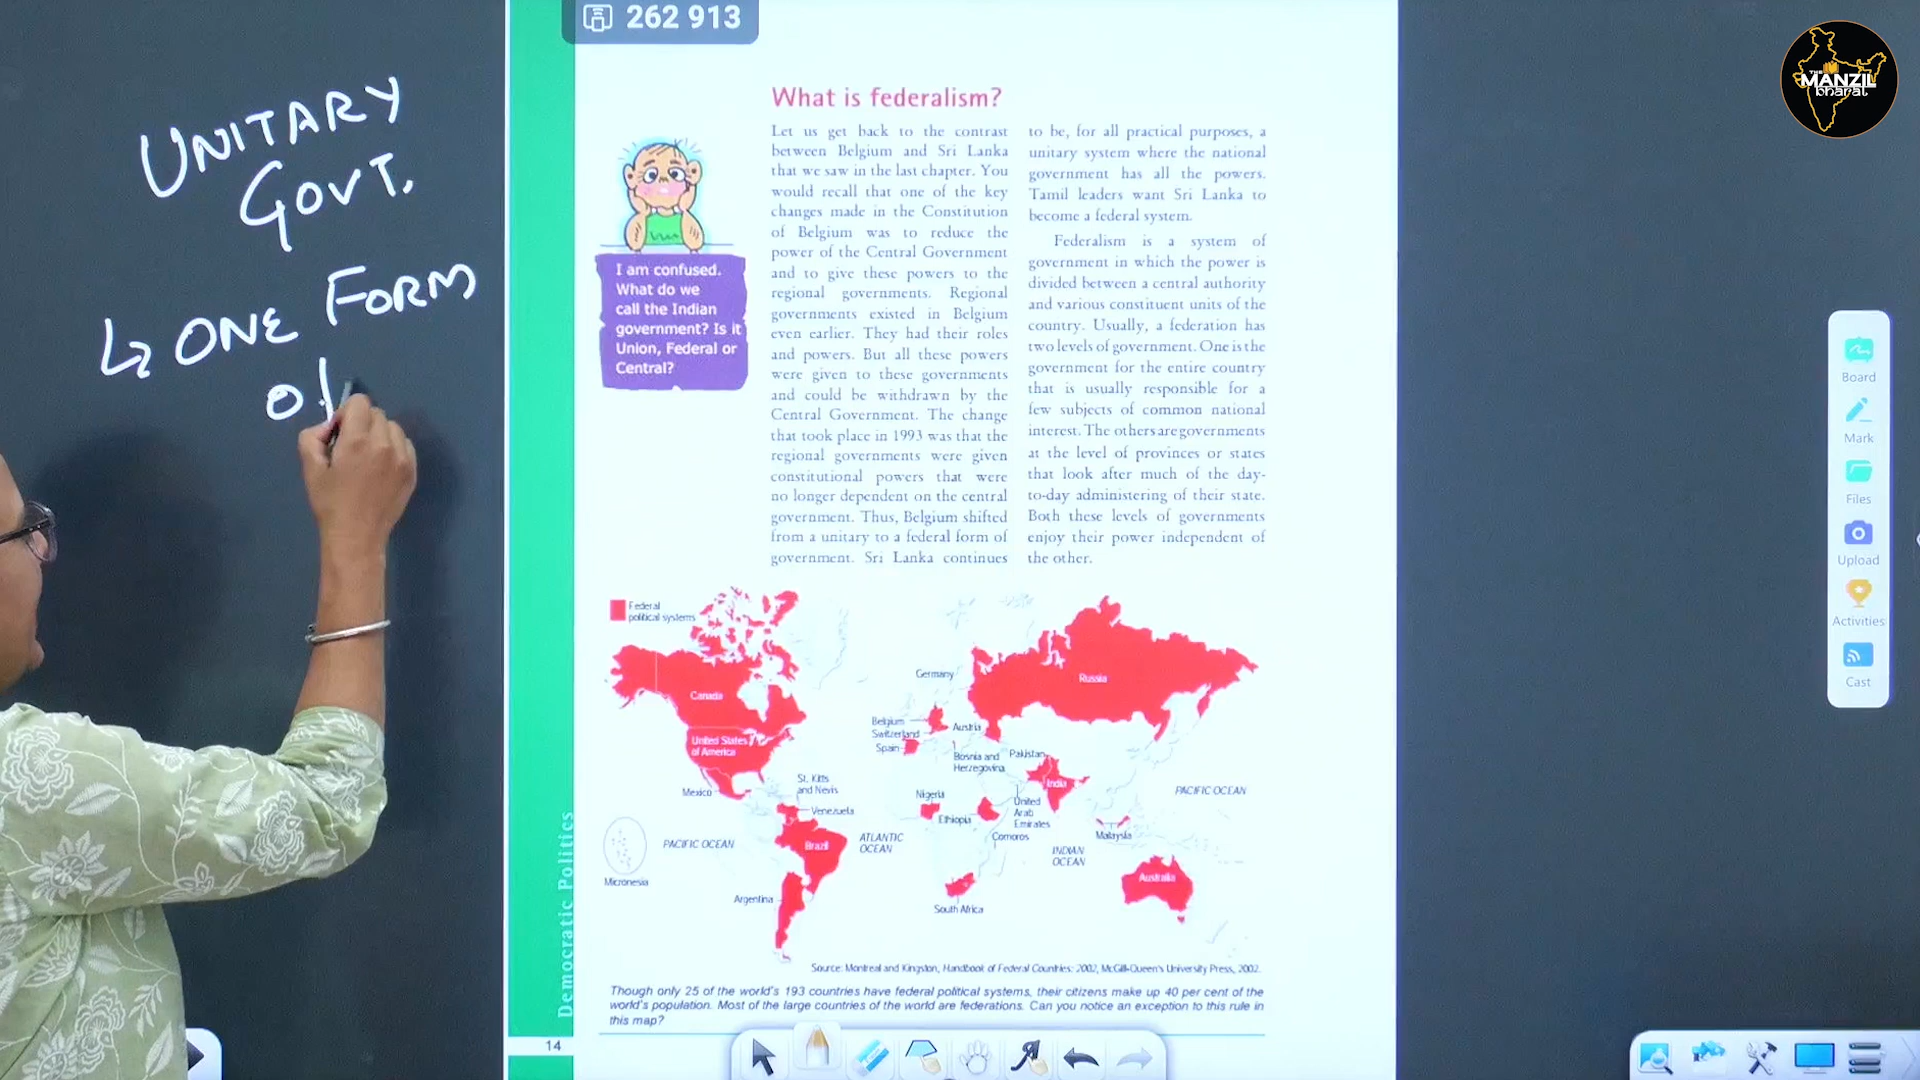 UNITARY
GOVT.
↳ ONE FORM
of
262 913
What is federalism?
Let us get back to the contrast
between Belgium and Sri Lanka
that we saw in the last chapter. You
would recall that one of the key
changes made in the Constitution
of Belgium was to reduce the
power of the Central Government
and to give these powers to the
regional governments. Regional
governments existed in Belgium
even earlier. They had their roles
and powers. But all these powers
were given to these governments
and could be withdrawn by the
Central Government. The change
that took place in 1993 was that the
regional governments were given
constitutional powers that were
no longer dependent on the central
government. Thus, Belgium shifted
from a unitary to a federal form of
government. Sri Lanka continues
to be, for all practical purposes, a
unitary system where the national
government has all the powers.
Tamil leaders want Sri Lanka to
become a federal system.
Federalism is a system of
government in which the power is
divided between a central authority
and various constituent units of the
country. Usually, a federation has
two levels of government. One is the
government for the entire country
that is usually responsible for a
few subjects of common national
interest. The others are governments
at the level of provinces or states
that look after much of the day-
to-day administering of their state.
Both these levels of governments
enjoy their power independent of
the other.
I am confused.
What do we
call the Indian
government? Is it
Union, Federal or
Central?
Federal
political systems
Canada
United States
of America
Mexico
St. Kitts
and Nevis
Venezuela
Brazil
Argentina
Micronesia
PACIFIC OCEAN
ATLANTIC
OCEAN
Germany
Belgium
Switzerland
Spain
Austria
Bosnia and
Herzegovina
Pakistan
Russia
India
Nigeria
Ethiopia
United
Arab
Emirates
Comoros
Malaysia
INDIAN
OCEAN
PACIFIC OCEAN
South Africa
Australia
Source: Montreal and Kingston, Handbook of Federal Countries: 2002, McGill-Queen's University Press, 2002.
Though only 25 of the world's 193 countries have federal political systems, their citizens make up 40 per cent of the
world's population. Most of the large countries of the world are federations. Can you notice an exception to this rule in
this map?
Democratic Politics
14
THE
MANZIL
bharat
Board
Mark
Files
Upload
Activities
Cast